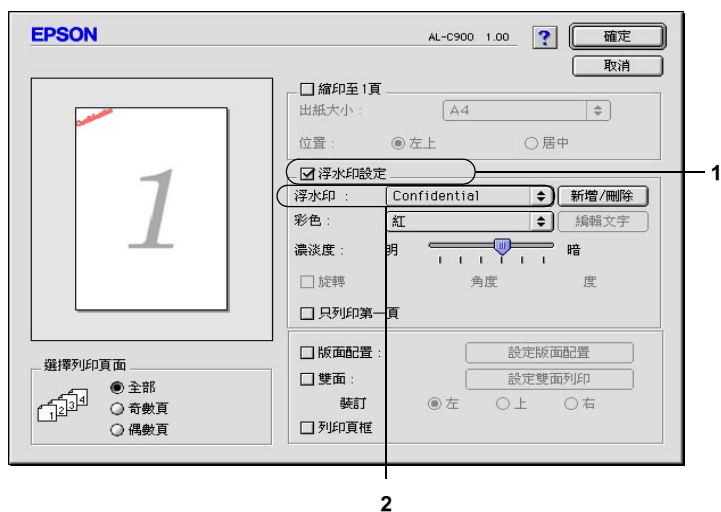 EPSON
AL-C900 1.00
?
確定
取消
縮印至1頁
出紙大小：
A4
位置：
左上
居中
浮水印設定
1
浮水印：
Confidential
新增/刪除
彩色：
紅
編輯文字
濃淡度：
明
暗
旋轉
角度
度
只列印第一頁
Confidential
1
選擇列印頁面
1 2 3 4
全部
奇數頁
偶數頁
版面配置：
設定版面配置
雙面：
設定雙面列印
裝訂
左
上
右
列印頁框
2